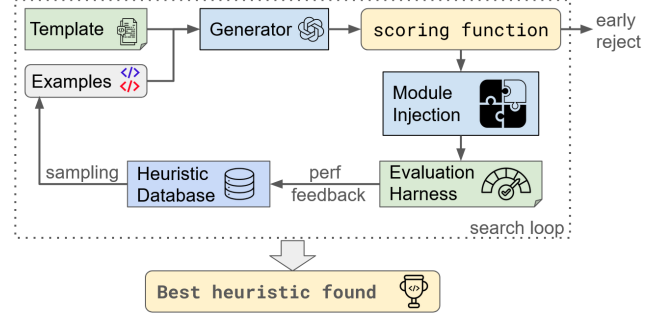 Template
Generator
scoring function
early
reject
Examples
</>
</>
Module
Injection
sampling
Heuristic
Database
perf
feedback
Evaluation
Harness
search loop
Best heuristic found
</>